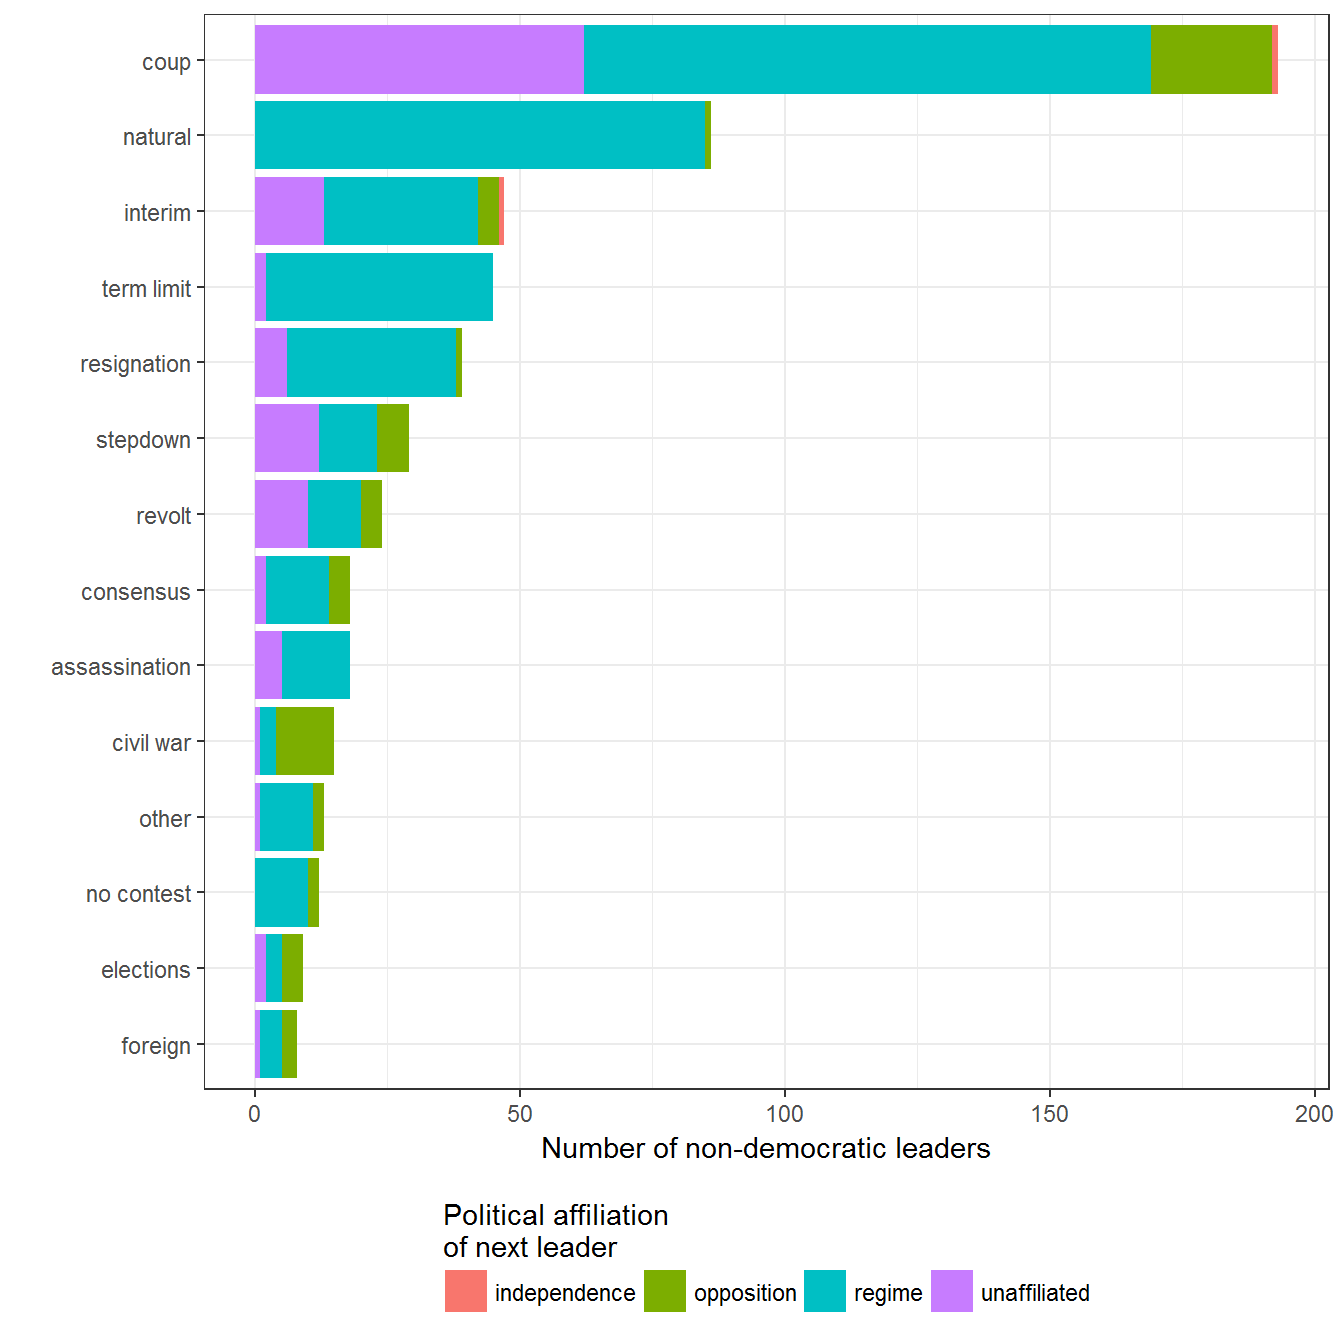 coup
natural
interim
term limit
resignation
stepdown
revolt
consensus
assassination
civil war
other
no contest
elections
foreign
0 50 100 150 200
Number of non-democratic leaders
Political affiliation
of next leader
independence opposition regime unaffiliated